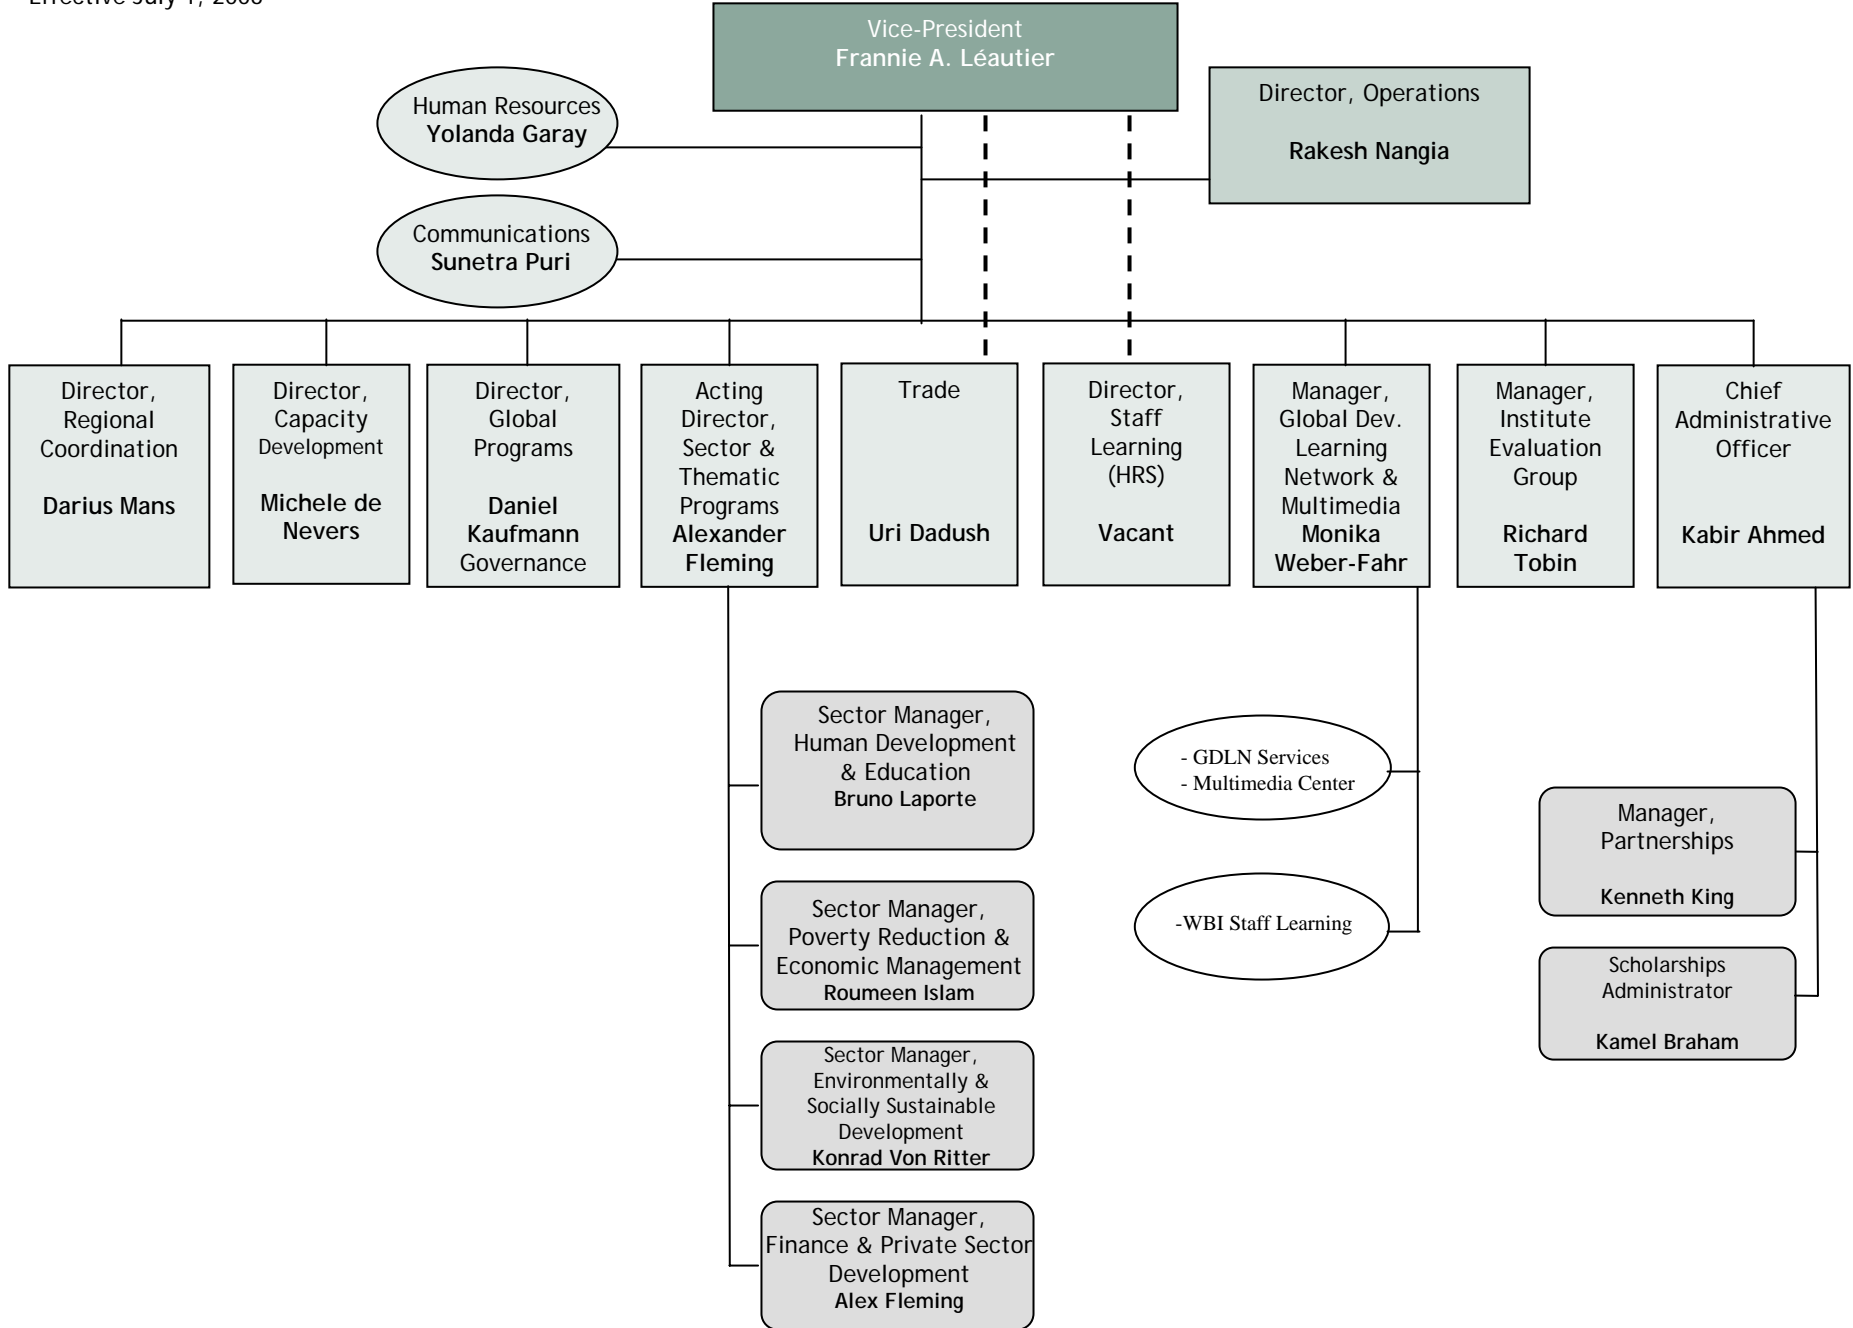 Vice-President
Frannie A. Léautier
Human Resources
Yolanda Garay
Director, Operations
Rakesh Nangia
Communications
Sunetra Puri
Director,
Regional
Coordination
Darius Mans
Director,
Capacity
Development
Michele de
Nevers
Director,
Global
Programs
Daniel
Kaufmann
Governance
Acting
Director,
Sector &
Thematic
Programs
Alexander
Fleming
Trade
Uri Dadush
Director,
Staff
Learning
(HRS)
Vacant
Manager,
Global Dev.
Learning
Network &
Multimedia
Monika
Weber-Fahr
Manager,
Institute
Evaluation
Group
Richard
Tobin
Chief
Administrative
Officer
Kabir Ahmed
Sector Manager,
Human Development
& Education
Bruno Laporte
Sector Manager,
Poverty Reduction &
Economic Management
Roumeen Islam
Sector Manager,
Environmentally &
Socially Sustainable
Development
Konrad Von Ritter
Sector Manager,
Finance & Private Sector
Development
Alex Fleming
- GDLN Services
- Multimedia Center
-WBI Staff Learning
Manager,
Partnerships
Kenneth King
Scholarships
Administrator
Kamel Braham